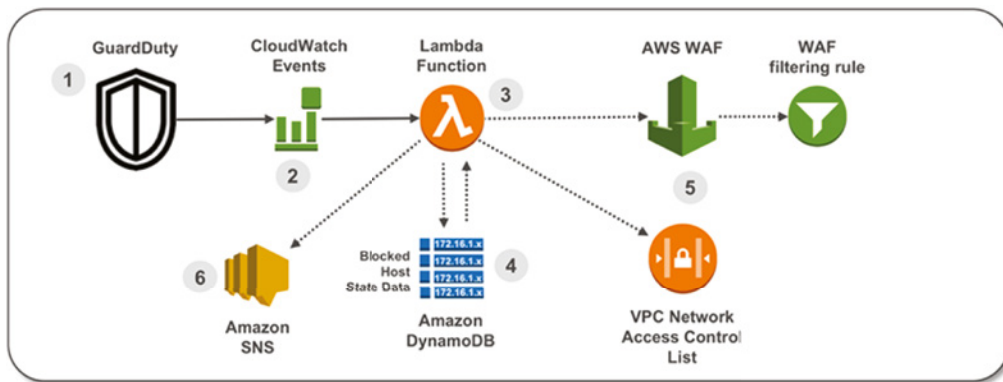 GuardDuty
1
CloudWatch
Events
2
Lambda
Function
3
AWS WAF
WAF
filtering rule
5
6
Amazon
SNS
Blocked
Host
State Data
172.16.1.x
172.16.1.x
172.16.1.x
172.16.1.x
4
Amazon
DynamoDB
VPC Network
Access Control
List